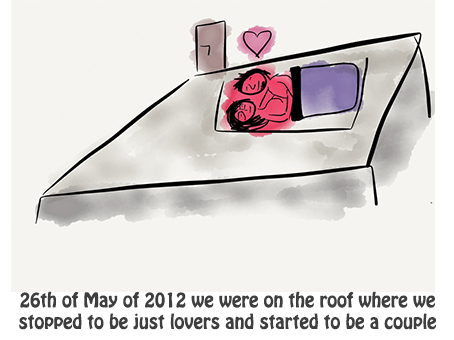 26th of May of 2012 we were on the roof where we
stopped to be just lovers and started to be a couple